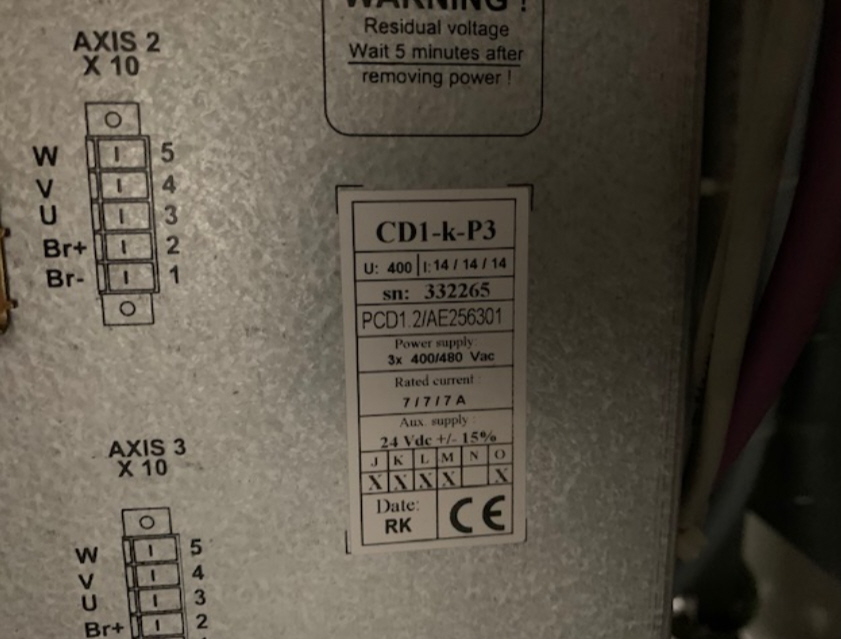 WARNING !
Residual voltage
Wait 5 minutes after
removing power !
AXIS 2
X 10
W 5
V 4
U 3
Br+ 2
Br- 1
CD1-k-P3
U: 400 I: 14 / 14 / 14
sn: 332265
PCD1.2/AE256301
Power supply:
3x 400/480 Vac
Rated current :
7 / 7 / 7 A
Aux. supply :
24 Vdc +/- 15%
J K L M N O
X X X X X
Date:
RK
CE
AXIS 3
X 10
W 5
V 4
U 3
Br+ 2